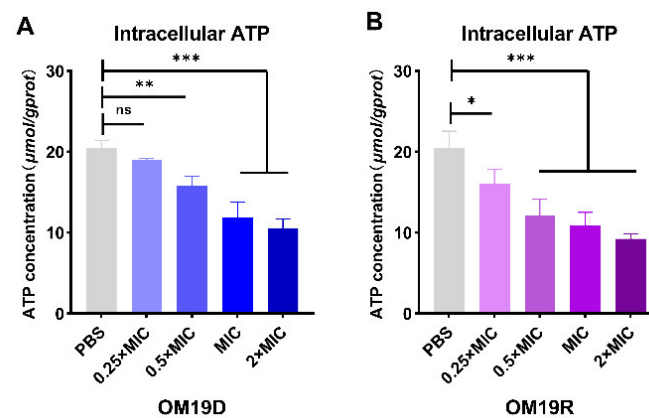 A
Intracellular ATP
ATP concentration (μmol/gprot)
30
20
10
0
***
**
ns
PBS
0.25×MIC
0.5×MIC
MIC
2×MIC
OM19D
B
Intracellular ATP
ATP concentration (μmol/gprot)
30
20
10
0
***
*
PBS
0.25×MIC
0.5×MIC
MIC
2×MIC
OM19R